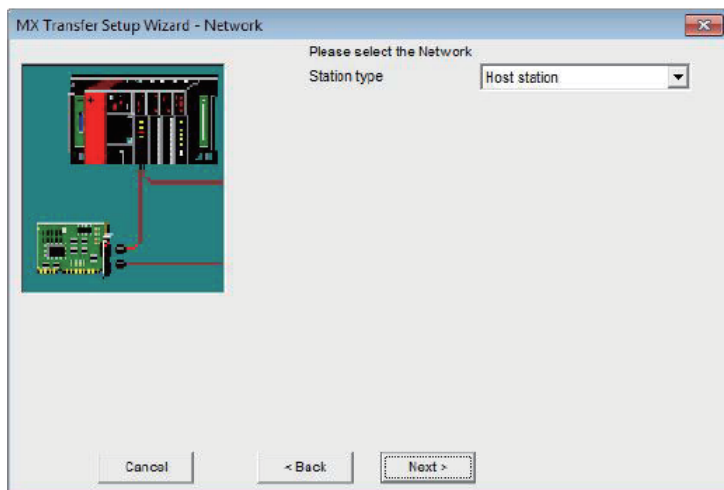 MX Transfer Setup Wizard - Network
Please select the Network
Station type Host station
Cancel < Back Next >